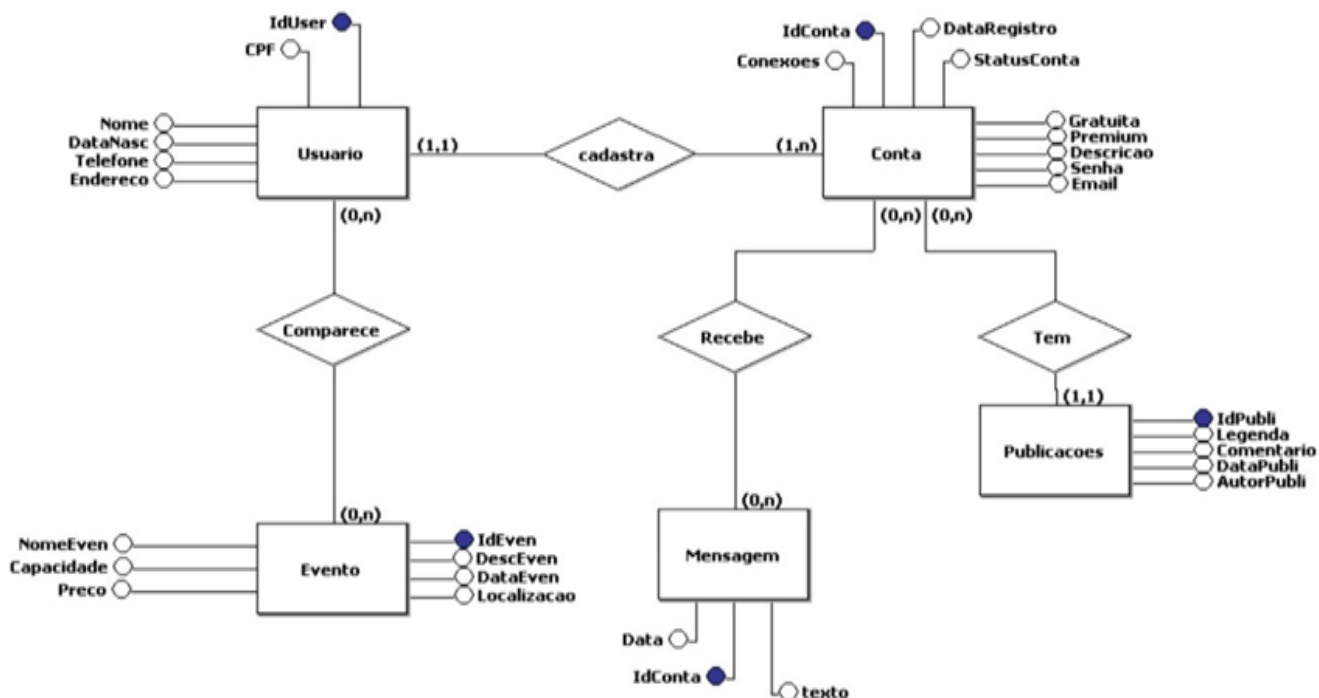 IdUser
CPF
Nome
DataNasc
Telefone
Endereco
Usuario
(1,1)
cadastra
(1,n)
IdConta
Conexoes
DataRegistro
StatusConta
Conta
Gratuita
Premium
Descricao
Senha
Email
(0,n)
(0,n)
(0,n)
Comparece
Recebe
Tem
(1,1)
Publicacoes
IdPubli
Legenda
Comentario
DataPubli
AutorPubli
(0,n)
(0,n)
NomeEven
Capacidade
Preco
Evento
IdEven
DescEven
DataEven
Localizacao
Mensagem
Data
IdConta
texto